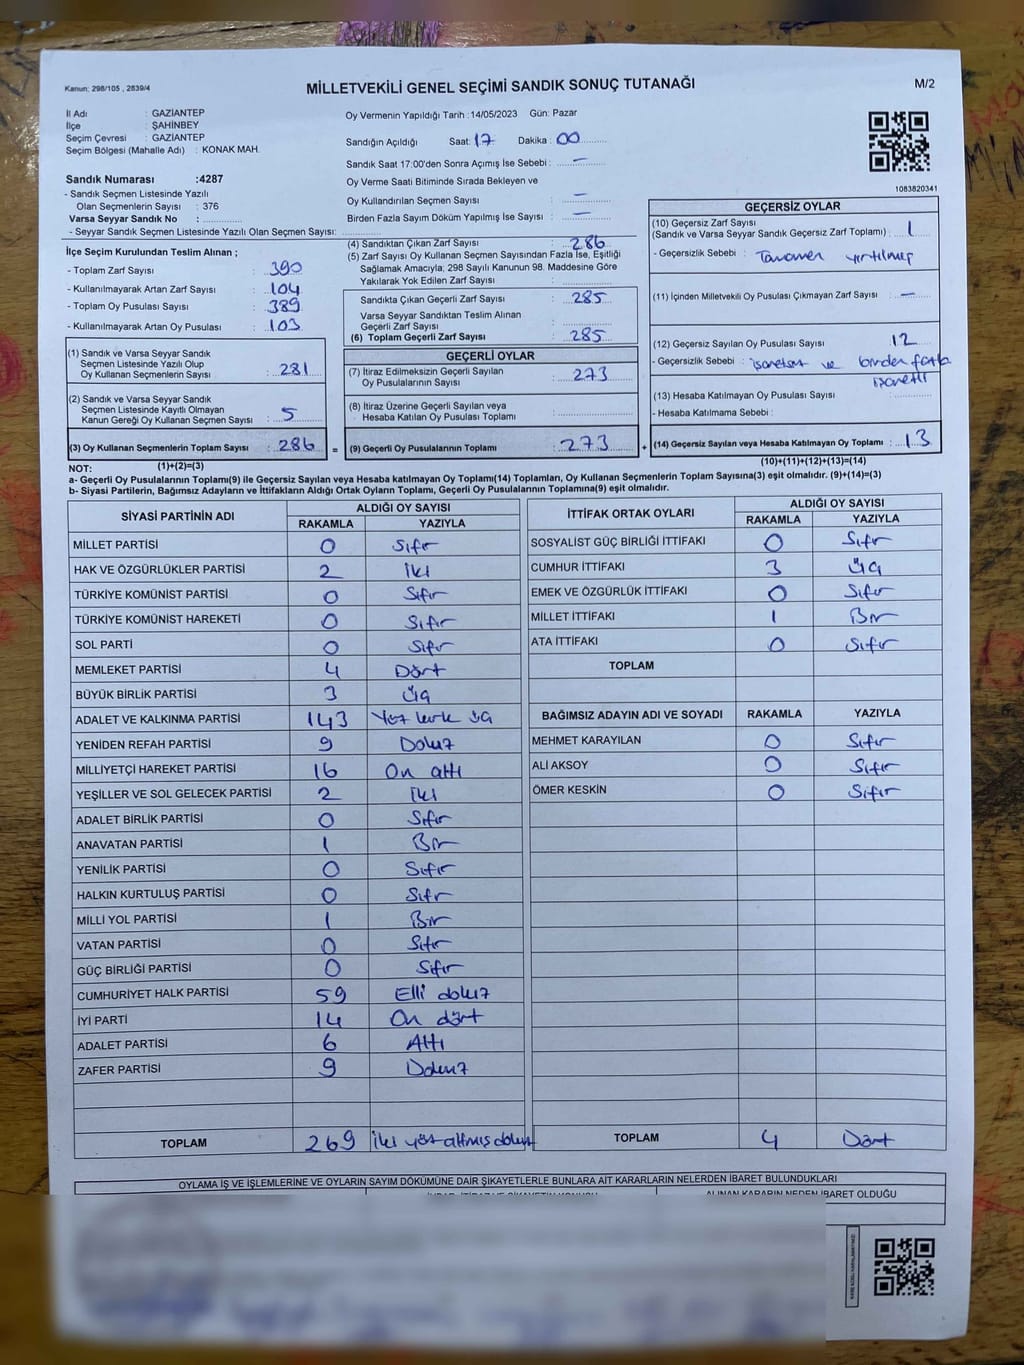 Kanun: 298/105 , 2839/4
MİLLETVEKİLİ GENEL SEÇİMİ SANDIK SONUÇ TUTANAĞI
M/2
İl Adı : GAZİANTEP
İlçe : ŞAHİNBEY
Seçim Çevresi : GAZİANTEP
Seçim Bölgesi (Mahalle Adı) : KONAK MAH.
Sandık Numarası :4287
- Sandık Seçmen Listesinde Yazılı
Olan Seçmenlerin Sayısı : 376
Varsa Seyyar Sandık No :
- Seyyar Sandık Seçmen Listesinde Yazılı Olan Seçmen Sayısı:
Oy Vermenin Yapıldığı Tarih : 14/05/2023 Gün: Pazar
Sandığın Açıldığı Saat: 17 Dakika : 00
Sandık Saat 17:00'den Sonra Açımış İse Sebebi : —
Oy Verme Saati Bitiminde Sırada Bekleyen ve
Oy Kullandırılan Seçmen Sayısı : —
Birden Fazla Sayım Döküm Yapılmış İse Sayısı : —
1083820341
İlçe Seçim Kurulundan Teslim Alınan ;
- Toplam Zarf Sayısı : 390
- Kullanılmayarak Artan Zarf Sayısı : 104
- Toplam Oy Pusulası Sayısı : 389
- Kullanılmayarak Artan Oy Pusulası : 103
(1) Sandık ve Varsa Seyyar Sandık
Seçmen Listesinde Yazılı Olup
Oy Kullanan Seçmenlerin Sayısı : 281
(2) Sandık ve Varsa Seyyar Sandık
Seçmen Listesinde Kayıtlı Olmayan
Kanun Gereği Oy Kullanan Seçmen Sayısı : 5
(3) Oy Kullanan Seçmenlerin Toplam Sayısı : 286 =
(4) Sandıktan Çıkan Zarf Sayısı : 286
(5) Zarf Sayısı Oy Kullanan Seçmen Sayısından Fazla İse, Eşitliği
Sağlamak Amacıyla; 298 Sayılı Kanunun 98. Maddesine Göre
Yakılarak Yok Edilen Zarf Sayısı :
Sandıkta Çıkan Geçerli Zarf Sayısı : 285
Varsa Seyyar Sandıktan Teslim Alınan
Geçerli Zarf Sayısı :
(6) Toplam Geçerli Zarf Sayısı : 285
GEÇERLİ OYLAR
(7) İtiraz Edilmeksizin Geçerli Sayılan
Oy Pusulalarının Sayısı : 273
(8) İtiraz Üzerine Geçerli Sayılan veya
Hesaba Katılan Oy Pusulası Toplamı :
(9) Geçerli Oy Pusulalarının Toplamı : 273 +
GEÇERSİZ OYLAR
(10) Geçersiz Zarf Sayısı
(Sandık ve Varsa Seyyar Sandık Geçersiz Zarf Toplamı) : 1
- Geçersizlik Sebebi : Tamamen yırtılmış
(11) İçinden Milletvekili Oy Pusulası Çıkmayan Zarf Sayısı : —
(12) Geçersiz Sayılan Oy Pusulası Sayısı : 12
- Geçersizlik Sebebi : işaretsiz ve birden fazla
işaretli
(13) Hesaba Katılmayan Oy Pusulası Sayısı :
- Hesaba Katılmama Sebebi :
(14) Geçersiz Sayılan veya Hesaba Katılmayan Oy Toplamı : 13
NOT: (1)+(2)=(3)
(10)+(11)+(12)+(13)=(14)
a- Geçerli Oy Pusulalarının Toplamı(9) ile Geçersiz Sayılan veya Hesaba katılmayan Oy Toplamı(14) Toplamları, Oy Kullanan Seçmenlerin Toplam Sayısına(3) eşit olmalıdır. (9)+(14)=(3)
b- Siyasi Partilerin, Bağımsız Adayların ve İttifakların Aldığı Ortak Oyların Toplamı, Geçerli Oy Pusulalarının Toplamına(9) eşit olmalıdır.
SİYASİ PARTİNİN ADI
ALDIĞI OY SAYISI
RAKAMLA YAZIYLA
MİLLET PARTİSİ 0 Sıfır
HAK VE ÖZGÜRLÜKLER PARTİSİ 2 İki
TÜRKİYE KOMÜNİST PARTİSİ 0 Sıfır
TÜRKİYE KOMÜNİST HAREKETİ 0 Sıfır
SOL PARTİ 0 Sıfır
MEMLEKET PARTİSİ 4 Dört
BÜYÜK BİRLİK PARTİSİ 3 Üç
ADALET VE KALKINMA PARTİSİ 143 Yüz kırk üç
YENİDEN REFAH PARTİSİ 9 Dokuz
MİLLİYETÇİ HAREKET PARTİSİ 16 On altı
YEŞİLLER VE SOL GELECEK PARTİSİ 2 İki
ADALET BİRLİK PARTİSİ 0 Sıfır
ANAVATAN PARTİSİ 1 Bir
YENİLİK PARTİSİ 0 Sıfır
HALKIN KURTULUŞ PARTİSİ 0 Sıfır
MİLLİ YOL PARTİSİ 1 Bir
VATAN PARTİSİ 0 Sıfır
GÜÇ BİRLİĞİ PARTİSİ 0 Sıfır
CUMHURİYET HALK PARTİSİ 59 Elli dokuz
İYİ PARTİ 14 On dört
ADALET PARTİSİ 6 Altı
ZAFER PARTİSİ 9 Dokuz
TOPLAM 269 İki yüz altmış dokuz
İTTİFAK ORTAK OYLARI
ALDIĞI OY SAYISI
RAKAMLA YAZIYLA
SOSYALİST GÜÇ BİRLİĞİ İTTİFAKI 0 Sıfır
CUMHUR İTTİFAKI 3 Üç
EMEK VE ÖZGÜRLÜK İTTİFAKI 0 Sıfır
MİLLET İTTİFAKI 1 Bir
ATA İTTİFAKI 0 Sıfır
TOPLAM
BAĞIMSIZ ADAYIN ADI VE SOYADI RAKAMLA YAZIYLA
MEHMET KARAYILAN 0 Sıfır
ALİ AKSOY 0 Sıfır
ÖMER KESKİN 0 Sıfır
TOPLAM 4 Dört
OYLAMA İŞ VE İŞLEMLERİNE VE OYLARIN SAYIM DÖKÜMÜNE DAİR ŞİKAYETLERLE BUNLARA AİT KARARLARIN NELERDEN İBARET BULUNDUKLARI
ALINAN KARARIN NEDEN İBARET OLDUĞU